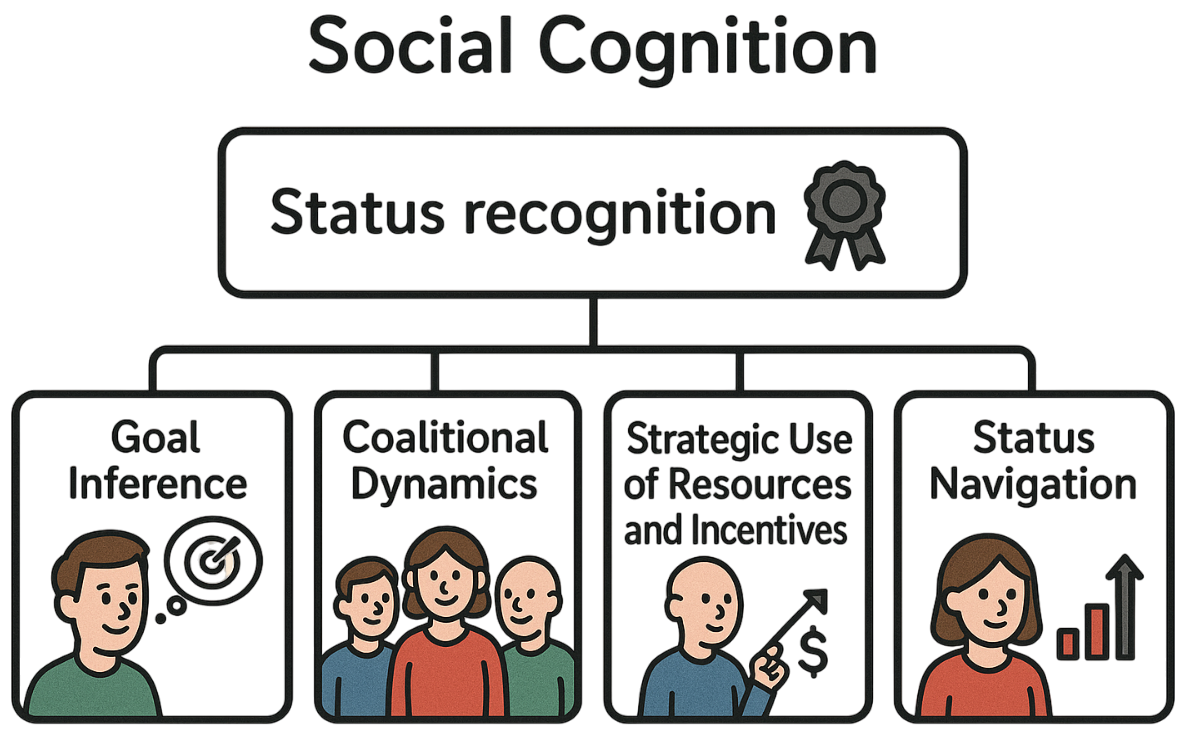 Social Cognition
Status recognition
Goal
Inference
Coalitional
Dynamics
Strategic Use
of Resources
and Incentives
$
Status
Navigation